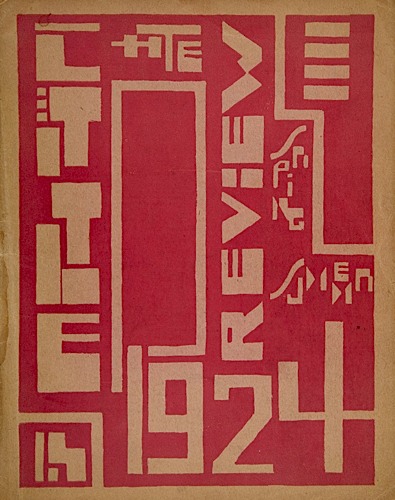 THE
LITTLE
REViEW
SPRiNG
SUMMER
1924